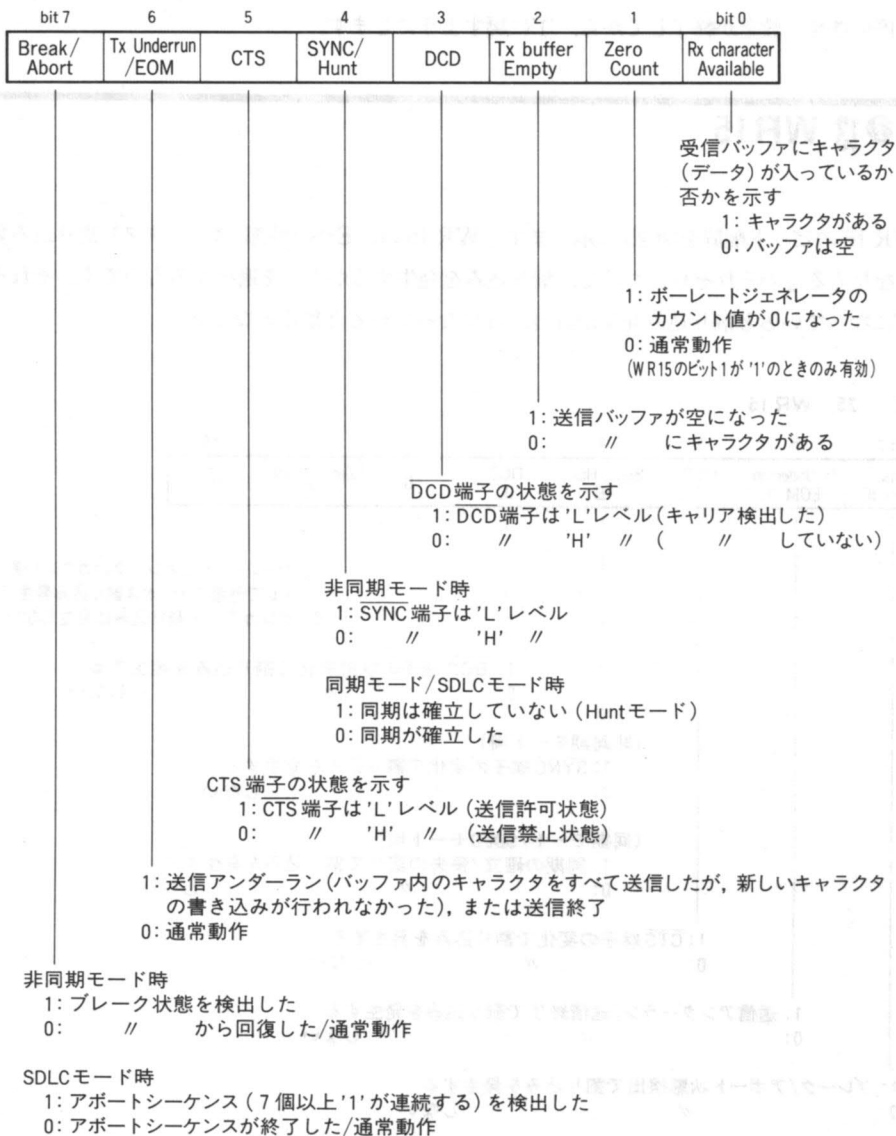 bit 7 6 5 4 3 2 1 bit 0
Break/ Abort
Tx Underrun /EOM
CTS
SYNC/ Hunt
DCD
Tx buffer Empty
Zero Count
Rx character Available
受信バッファにキャラクタ
(データ)が入っているか
否かを示す
1: キャラクタがある
0: バッファは空
1: ボーレートジェネレータの
カウント値が0になった
0: 通常動作
(WR15のビット1が'1'のときのみ有効)
1: 送信バッファが空になった
0: 〃 にキャラクタがある
DCD端子の状態を示す
1: DCD端子は'L'レベル(キャリア検出した)
0: 〃 'H' 〃 ( 〃 していない)
非同期モード時
1: SYNC端子は'L'レベル
0: 〃 'H' 〃
同期モード/SDLCモード時
1: 同期は確立していない(Huntモード)
0: 同期が確立した
CTS端子の状態を示す
1: CTS端子は'L'レベル(送信許可状態)
0: 〃 'H' 〃 (送信禁止状態)
1: 送信アンダーラン(バッファ内のキャラクタをすべて送信したが, 新しいキャラクタ
の書き込みが行われなかった), または送信終了
0: 通常動作
非同期モード時
1: ブレーク状態を検出した
0: 〃 から回復した/通常動作
SDLCモード時
1: アボートシーケンス(7個以上'1'が連続する)を検出した
0: アボートシーケンスが終了した/通常動作